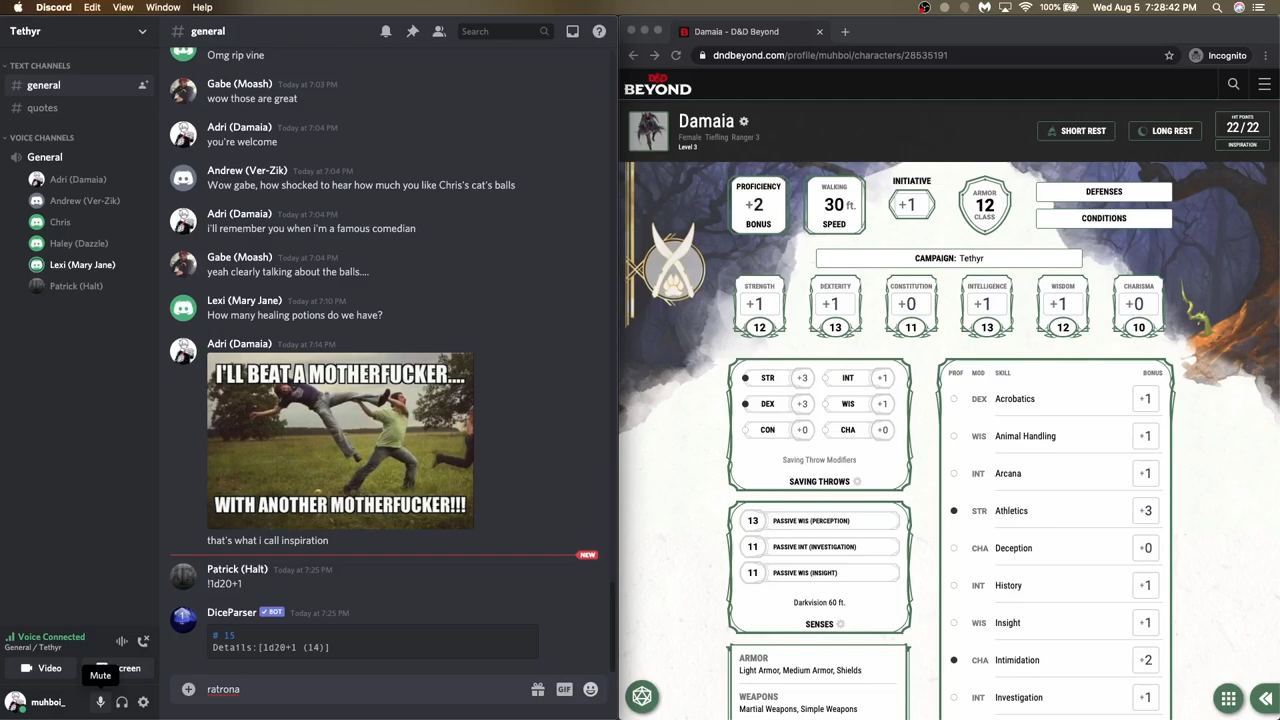 Discord File Edit View Window Help
Wed Nov 18 7:28:24 PM
Tethyr
TEXT CHANNELS
general
quotes
VOICE CHANNELS
General
Adri (Damaia)
Andrew (Ver-Zik)
Chris
Haley (Dazzle)
Lexi (Mary Jane)
Patrick (Halt)
Voice Connected
General / Tethyr
Video
creen
Mute
muhboi_
# general
Search
Omg rip vine
Gabe (Moash) Today at 7:03 PM
wow those are great
Adri (Damaia) Today at 7:04 PM
you're welcome
Andrew (Ver-Zik) Today at 7:04 PM
Wow gabe, how shocked to hear how much you like Chris's cat's balls
Adri (Damaia) Today at 7:04 PM
i'll remember you when i'm a famous comedian
Gabe (Moash) Today at 7:04 PM
yeah clearly talking about the balls....
Lexi (Mary Jane) Today at 7:10 PM
How many healing potions do we have?
Adri (Damaia) Today at 7:14 PM
I'LL BEAT A MOTHERFUCKER....
WITH ANOTHER MOTHERFUCKER!!!
that's what i call inspiration
NEW
Patrick (Halt) Today at 7:25 PM
!1d20+1
DiceParser BOT Today at 7:25 PM
# 15
Details:[1d20+1 (14)]
ratrona
GIF
Damaia - D&D Beyond
dndbeyond.com/profile/muhboi/characters/28535191
Incognito
D&D
BEYOND
Damaia
Female Tiefling Ranger 3
Level 3
SHORT REST
LONG REST
HIT POINTS
22/22
INSPIRATION
PROFICIENCY
+2
BONUS
WALKING
30 ft.
SPEED
INITIATIVE
+1
ARMOR
12
CLASS
DEFENSES
CONDITIONS
CAMPAIGN: Tethyr
STRENGTH
+1
12
DEXTERITY
+1
13
CONSTITUTION
+0
11
INTELLIGENCE
+1
13
WISDOM
+1
12
CHARISMA
+0
10
STR +3 INT +1
DEX +3 WIS +1
CON +0 CHA +0
Saving Throw Modifiers
SAVING THROWS
13 PASSIVE WIS (PERCEPTION)
11 PASSIVE INT (INVESTIGATION)
11 PASSIVE WIS (INSIGHT)
Darkvision 60 ft.
SENSES
ARMOR
Light Armor, Medium Armor, Shields
WEAPONS
Martial Weapons, Simple Weapons
PROF MOD SKILL BONUS
DEX Acrobatics +1
WIS Animal Handling +1
INT Arcana +1
STR Athletics +3
CHA Deception +0
INT History +1
WIS Insight +1
CHA Intimidation +2
INT Investigation +1